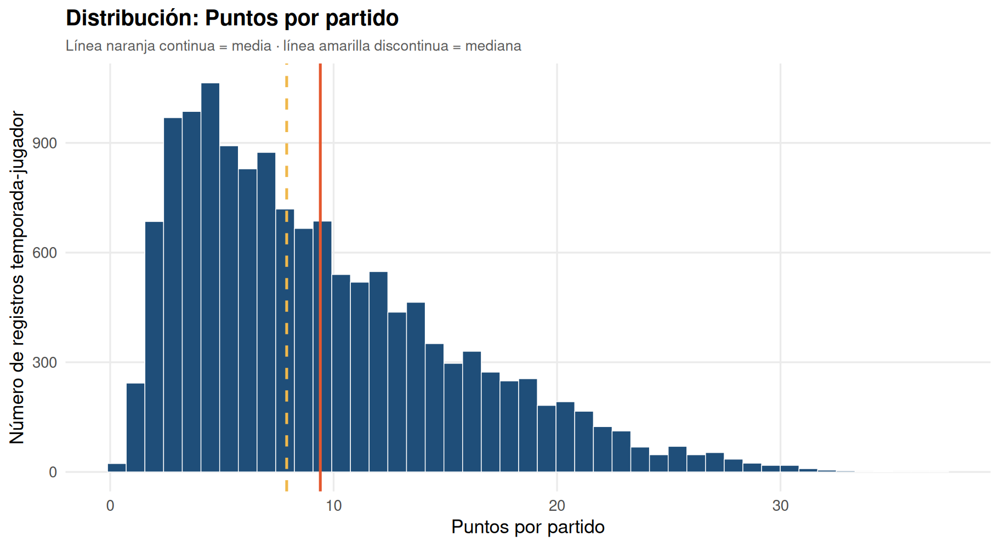 Distribución: Puntos por partido
Línea naranja continua = media · línea amarilla discontinua = mediana
Número de registros temporada-jugador
900
600
300
0
0 10 20 30
Puntos por partido